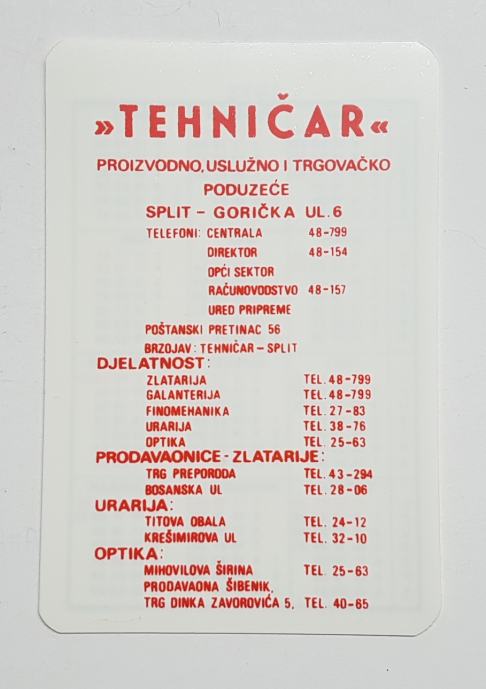 »TEHNIČAR«
PROIZVODNO, USLUŽNO I TRGOVAČKO
PODUZEĆE
SPLIT – GORIČKA UL. 6
TELEFONI: CENTRALA 48-799
DIREKTOR 48-154
OPĆI SEKTOR
RAČUNOVODSTVO 48-157
URED PRIPREME
POŠTANSKI PRETINAC 56
BRZOJAV: TEHNIČAR – SPLIT
DJELATNOST:
ZLATARIJA TEL. 48-799
GALANTERIJA TEL. 48-799
FINOMEHANIKA TEL. 27-83
URARIJA TEL. 38-76
OPTIKA TEL. 25-63
PRODAVAONICE - ZLATARIJE:
TRG PREPORODA TEL. 43-294
BOSANSKA UL TEL. 28-06
URARIJA:
TITOVA OBALA TEL. 24-12
KREŠIMIROVA UL TEL. 32-10
OPTIKA:
MIHOVILOVA ŠIRINA TEL. 25-63
PRODAVAONA ŠIBENIK,
TRG DINKA ZAVOROVIĆA 5, TEL. 40-65